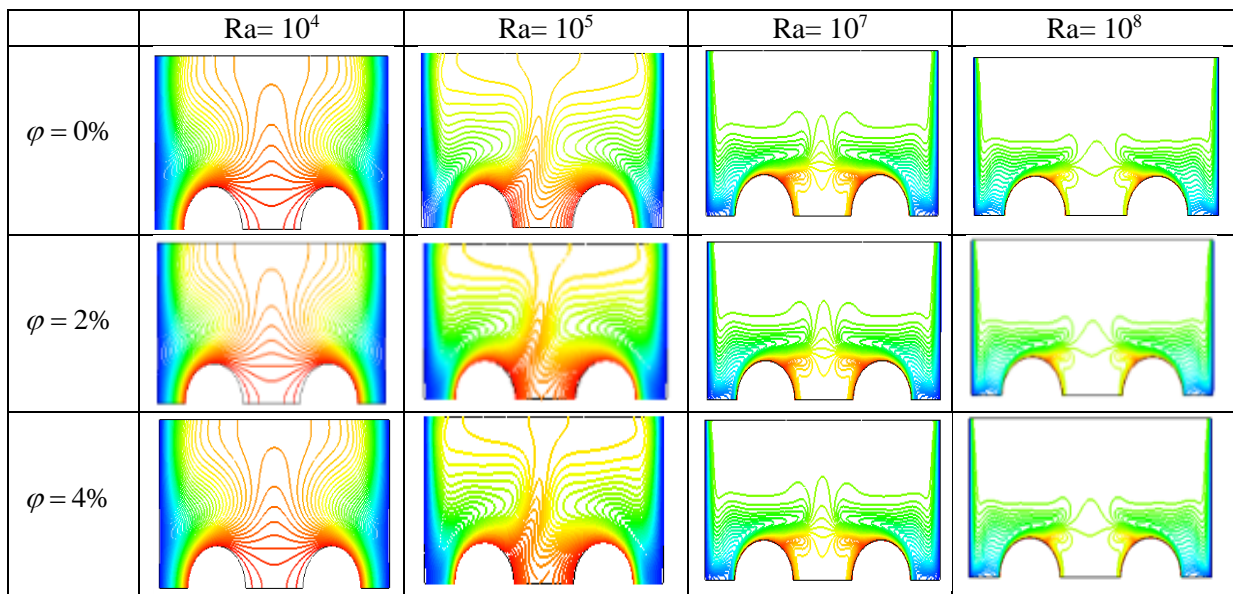 Ra= 10⁴ Ra= 10⁵ Ra= 10⁷ Ra= 10⁸
φ = 0%
φ = 2%
φ = 4%